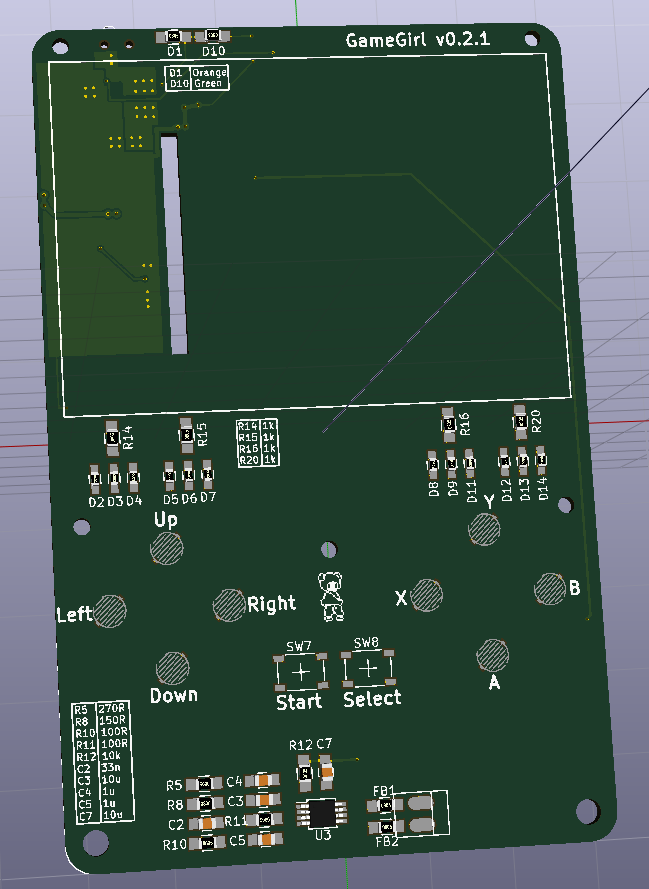 D1 D10
GameGirl v0.2.1
D1 Orange
D10 Green
R14
R15
R14 1k
R15 1k
R16 1k
R20 1k
R16
R20
D2 D3 D4
D5 D6 D7
D8 D9 D11
D12 D13 D14
Up
Y
Left
Right
X
B
Down
A
SW7
SW8
Start
Select
R5 270R
R8 150R
R10 100R
R11 100R
R12 10k
C2 33n
C3 10u
C4 1u
C5 1u
C7 10u
R12 C7
R5
C4
R8
C3
C2
R11
R10
C5
U3
FB1
FB2